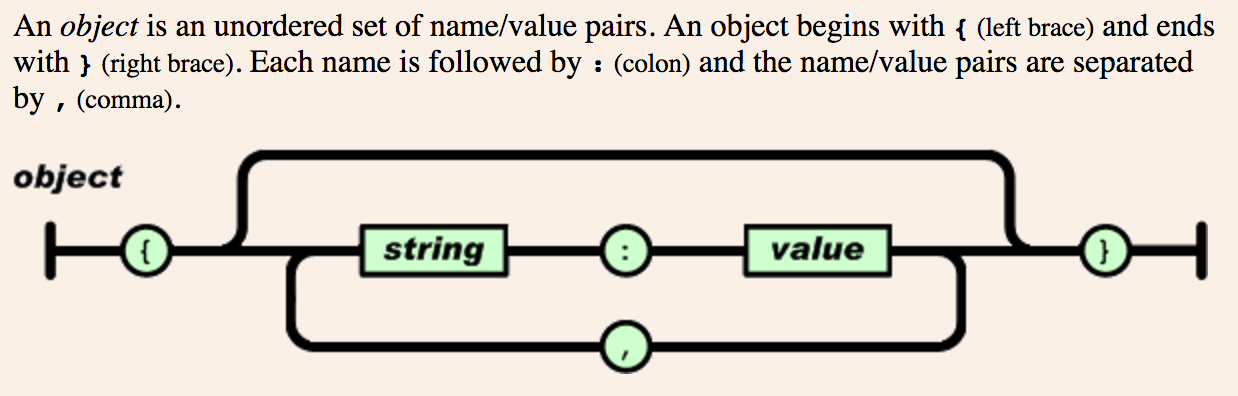 An object is an unordered set of name/value pairs. An object begins with { (left brace) and ends
with } (right brace). Each name is followed by : (colon) and the name/value pairs are separated
by , (comma).
object
{ string : value }
,